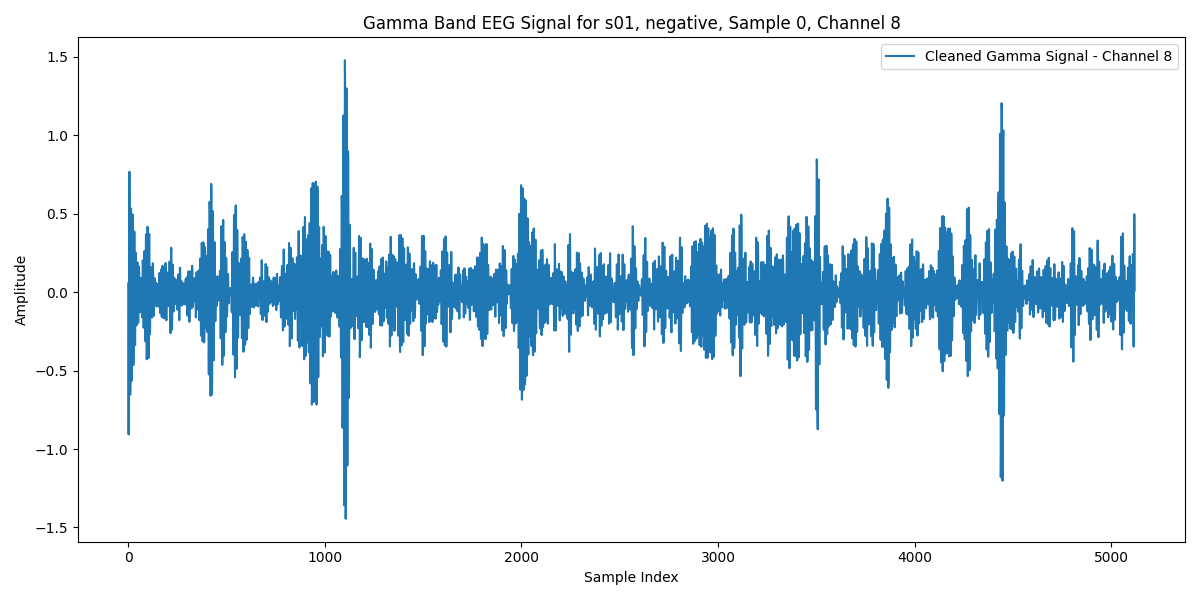 Gamma Band EEG Signal for s01, negative, Sample 0, Channel 8
Cleaned Gamma Signal - Channel 8
1.5
1.0
0.5
0.0
−0.5
−1.0
−1.5
Amplitude
0 1000 2000 3000 4000 5000
Sample Index